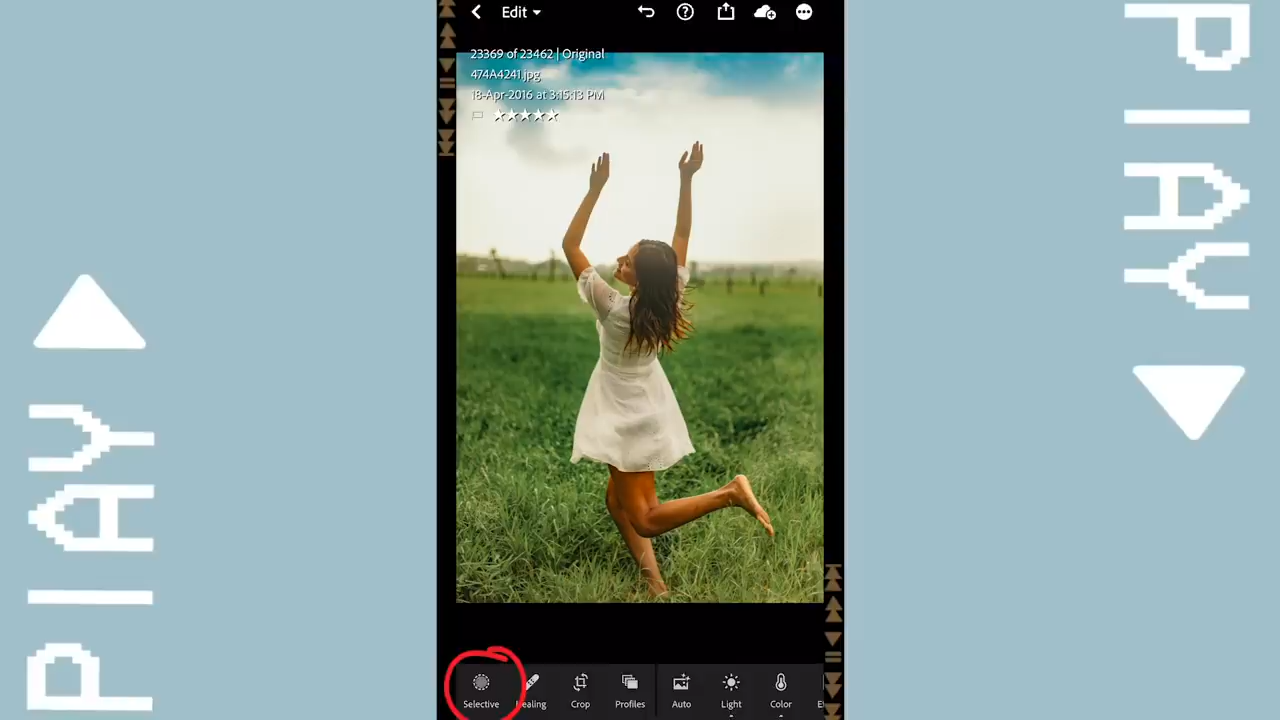 PLAY
Edit
23369 of 23462 | Original
474A4241.jpg
18-Apr-2016 at 3:15:13 PM
Selective
ealing
Crop
Profiles
Auto
Light
Color
PLAY